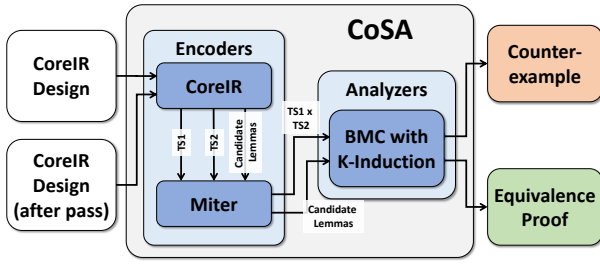 CoSA
Encoders
CoreIR
Design
CoreIR
Design
(after pass)
CoreIR
TS1
TS2
Candidate
Lemmas
Miter
TS1 x
TS2
Candidate
Lemmas
Analyzers
BMC with
K-Induction
Counter-
example
Equivalence
Proof